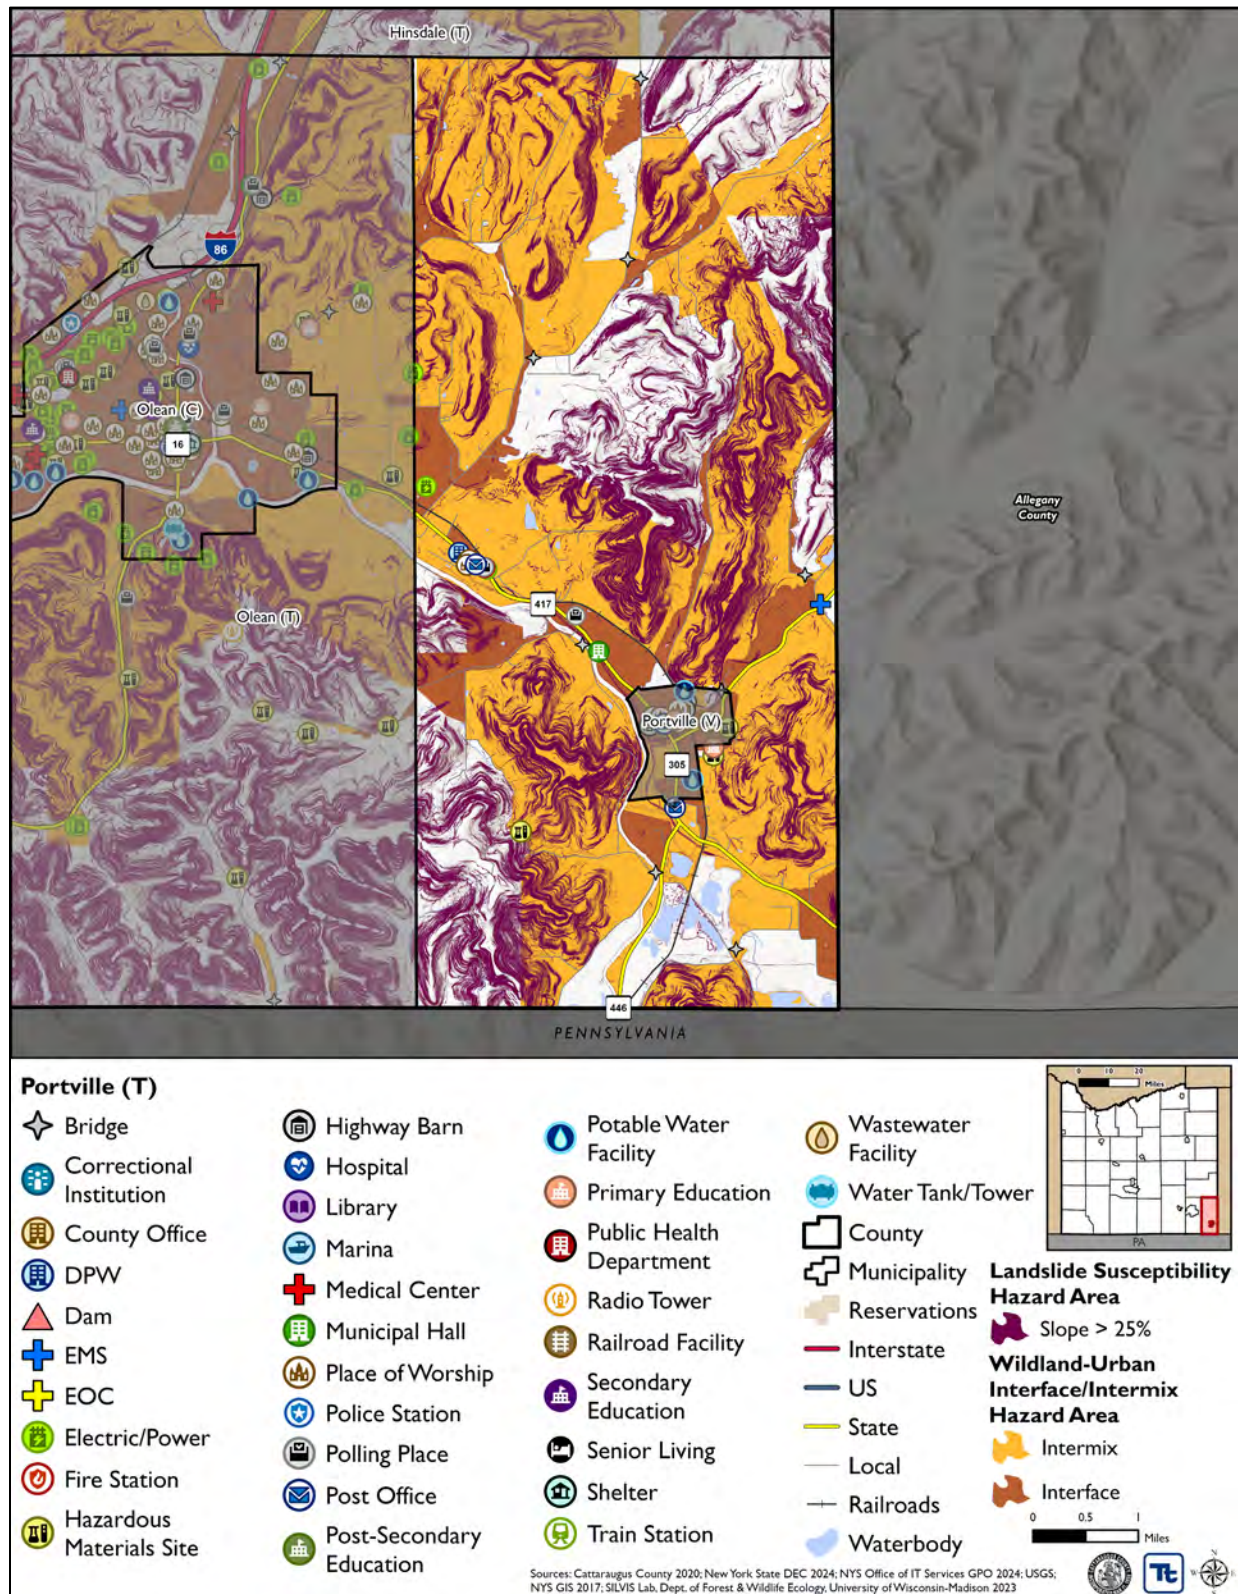 Hinsdale (T)
86
Olean (C)
16
Allegany
County
Olean (T)
417
Portville (V)
305
446
PENNSYLVANIA
Portville (T)
Bridge
Correctional
Institution
County Office
DPW
Dam
EMS
EOC
Electric/Power
Fire Station
Hazardous
Materials Site
Highway Barn
Hospital
Library
Marina
Medical Center
Municipal Hall
Place of Worship
Police Station
Polling Place
Post Office
Post-Secondary
Education
Potable Water
Facility
Primary Education
Public Health
Department
Radio Tower
Railroad Facility
Secondary
Education
Senior Living
Shelter
Train Station
Wastewater
Facility
Water Tank/Tower
County
Municipality
Reservations
Interstate
US
State
Local
Railroads
Waterbody
0 10 20
Miles
PA
Landslide Susceptibility
Hazard Area
Slope > 25%
Wildland-Urban
Interface/Intermix
Hazard Area
Intermix
Interface
0 0.5 1
Miles
Sources: Cattaraugus County 2020; New York State DEC 2024; NYS Office of IT Services GPO 2024; USGS;
NYS GIS 2017; SILVIS Lab, Dept. of Forest & Wildlife Ecology, University of Wisconsin-Madison 2023
Tt
N
W E
S